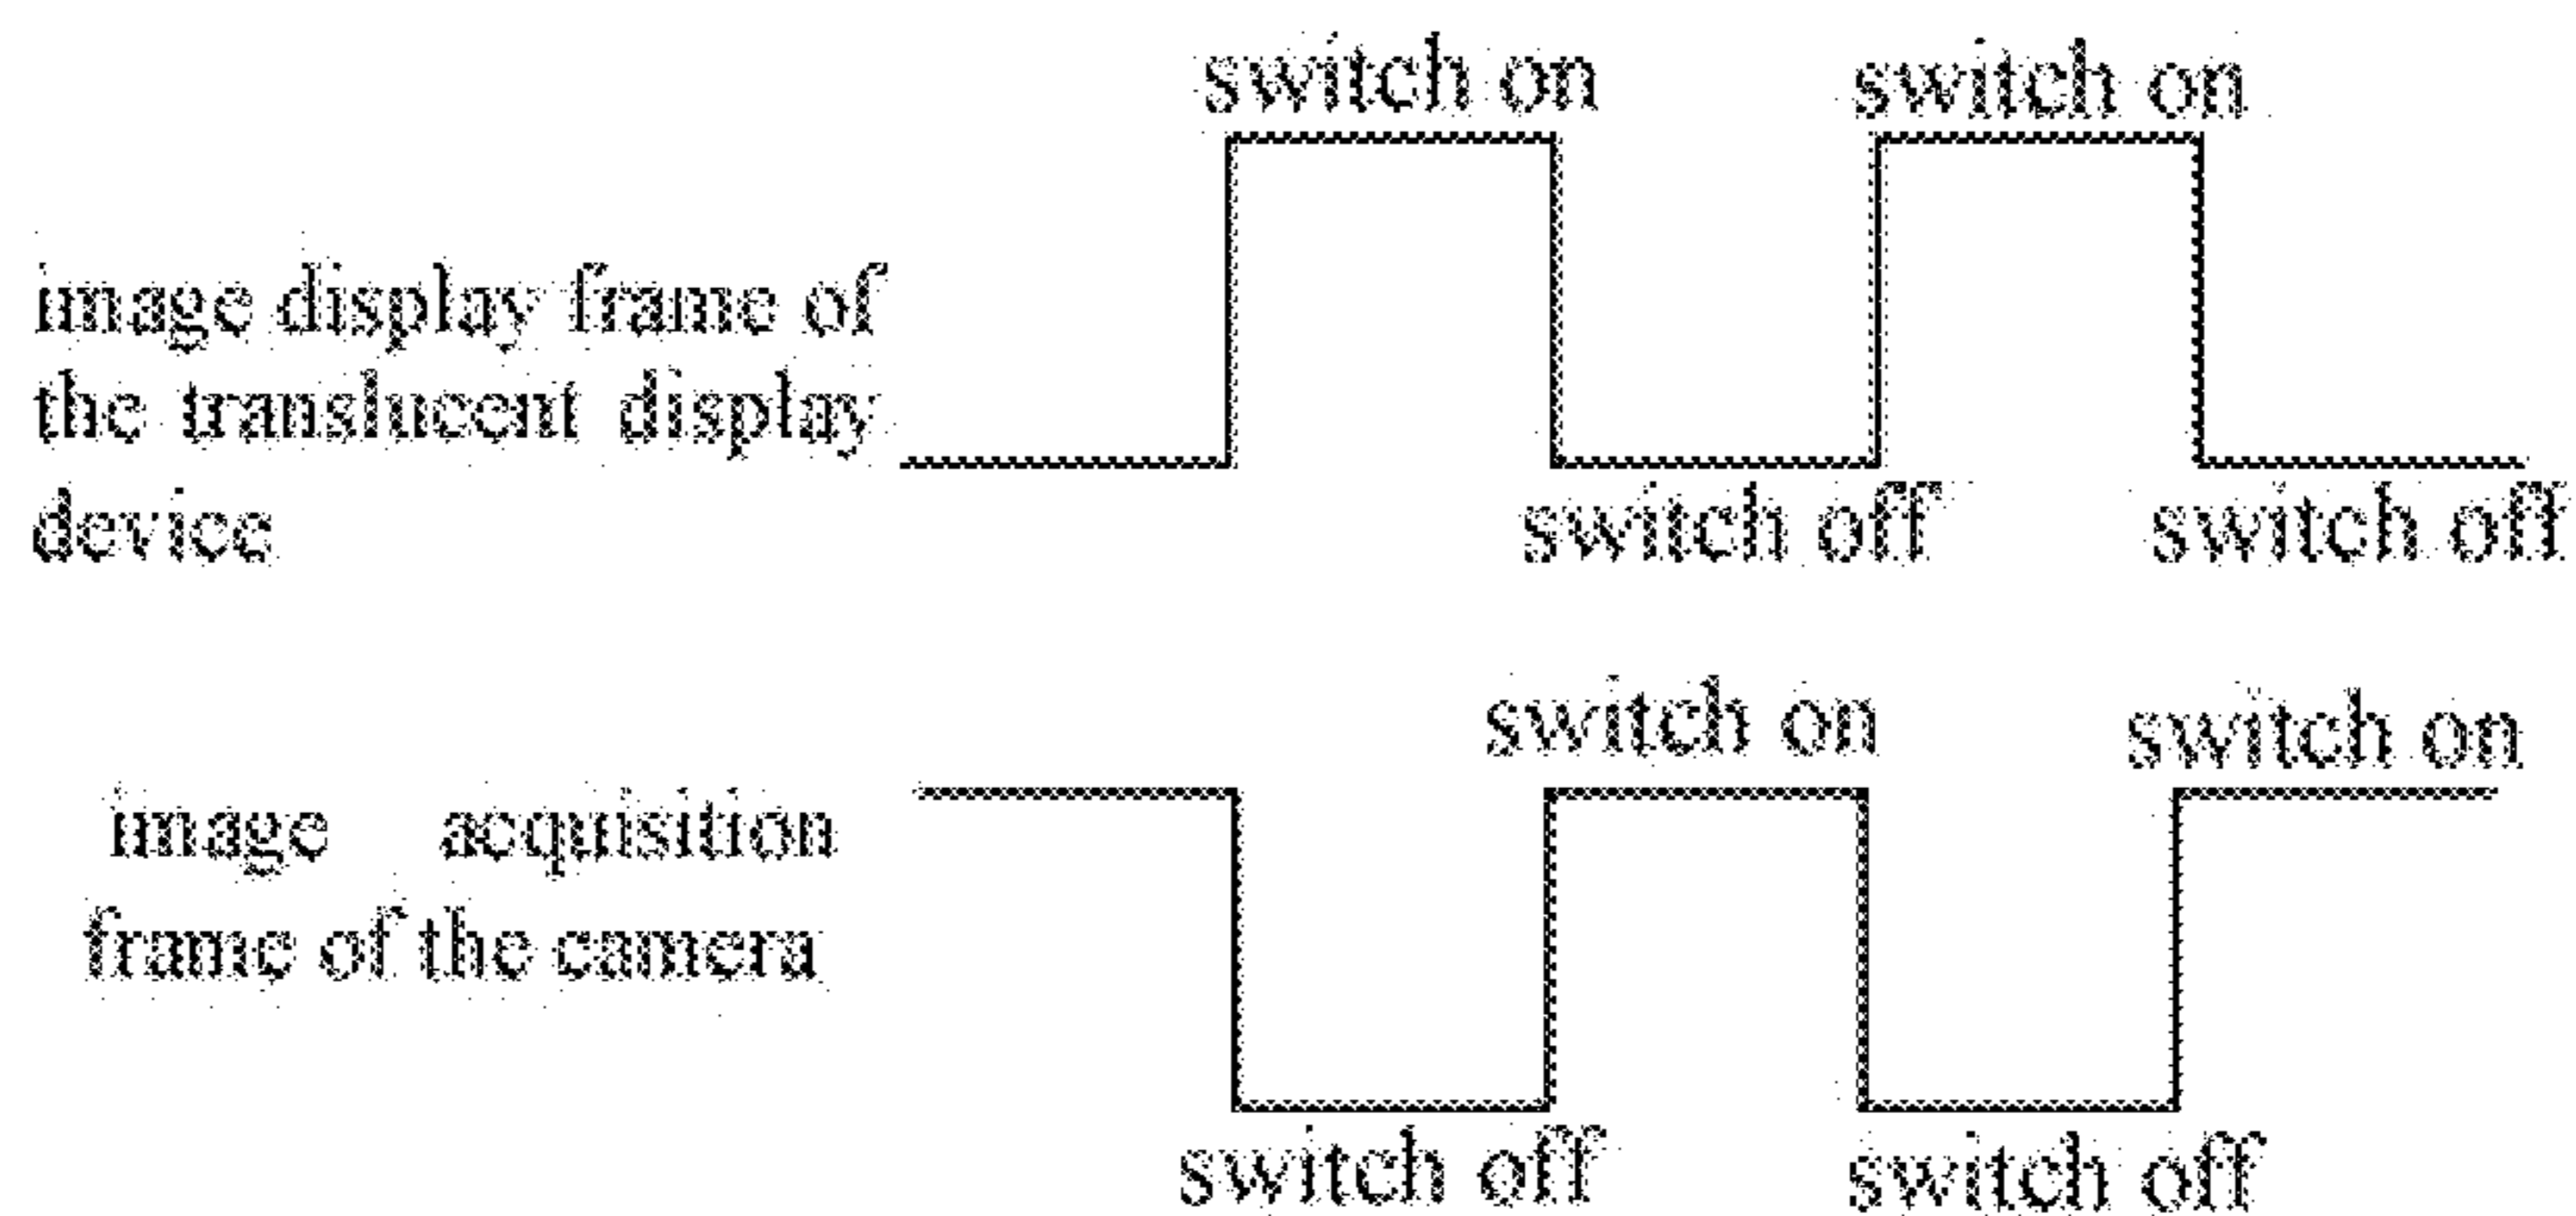 switch on switch on
image display frame of
the translucent display
device
switch off switch off
switch on switch on
image acquisition
frame of the camera
switch off switch off